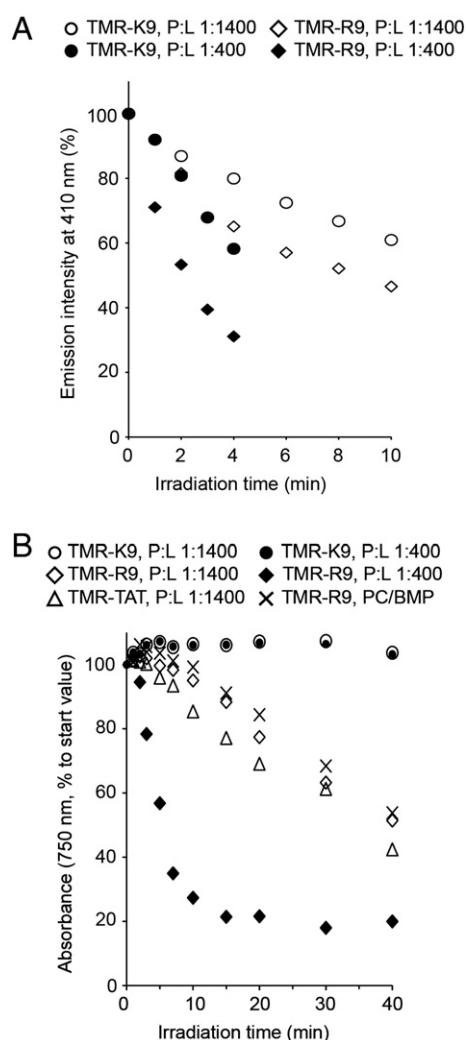 A
○ TMR-K9, P:L 1:1400 ◇ TMR-R9, P:L 1:1400
● TMR-K9, P:L 1:400 ◆ TMR-R9, P:L 1:400
Emission intensity at 410 nm (%)
100
80
60
40
20
0
0 2 4 6 8 10
Irradiation time (min)
B
○ TMR-K9, P:L 1:1400 ● TMR-K9, P:L 1:400
◇ TMR-R9, P:L 1:1400 ◆ TMR-R9, P:L 1:400
△ TMR-TAT, P:L 1:1400 × TMR-R9, PC/BMP
Absorbance (750 nm, % to start value)
100
80
60
40
20
0
0 10 20 30 40
Irradiation time (min)